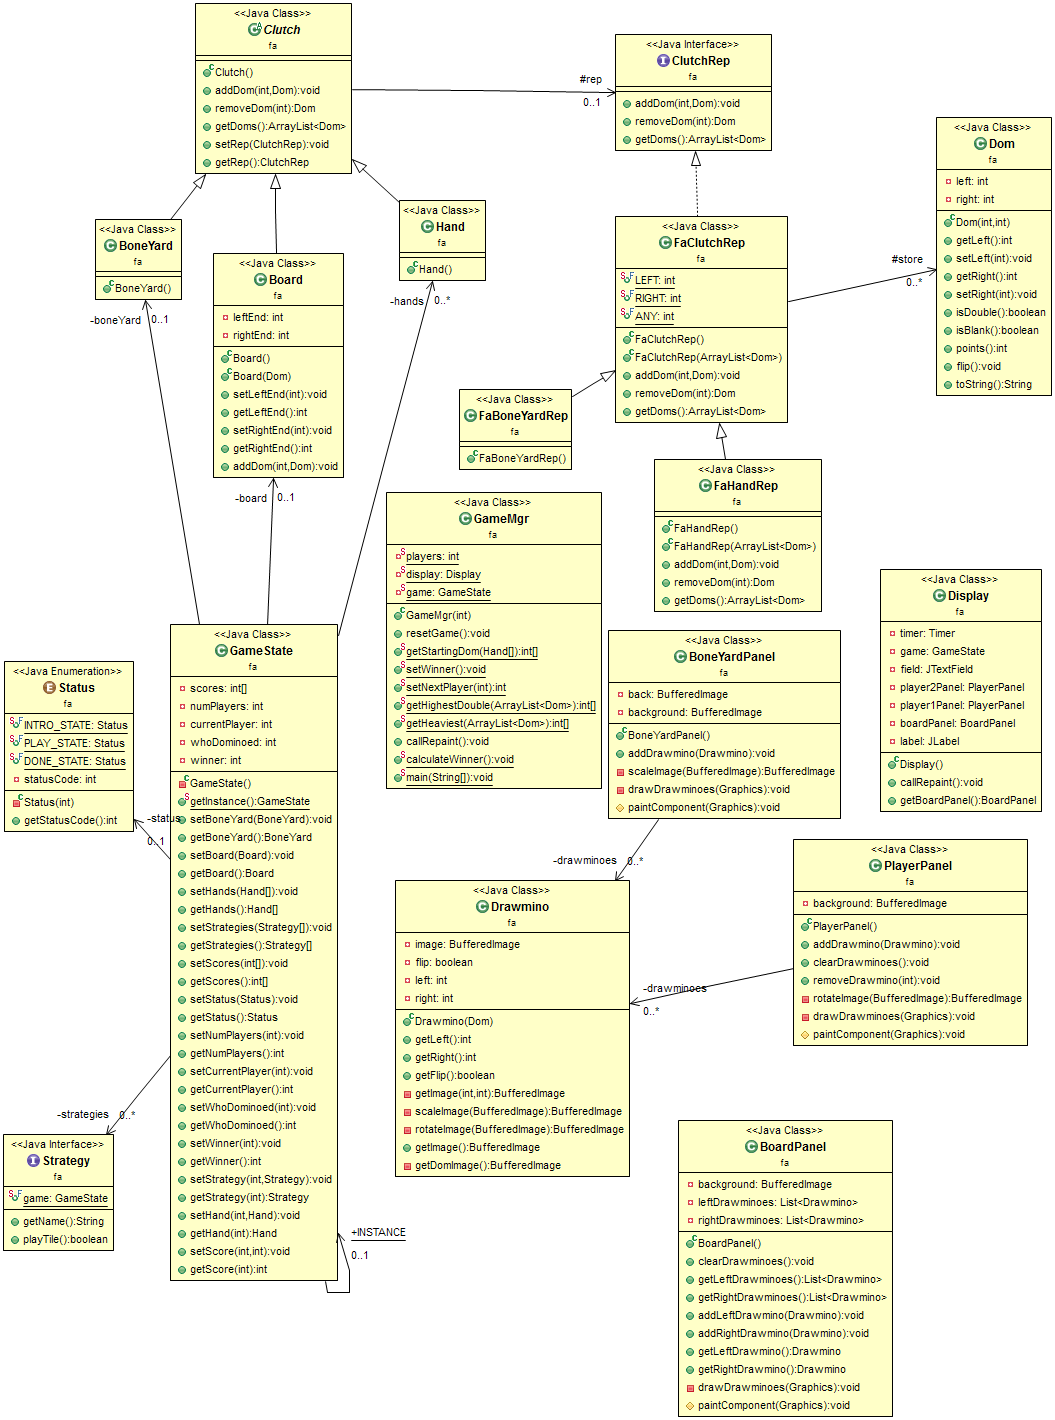 <<Java Class>>
Clutch
fa
Clutch()
addDom(int,Dom):void
removeDom(int):Dom
getDoms():ArrayList<Dom>
setRep(ClutchRep):void
getRep():ClutchRep
#rep
0..1
<<Java Interface>>
ClutchRep
fa
addDom(int,Dom):void
removeDom(int):Dom
getDoms():ArrayList<Dom>
<<Java Class>>
Dom
fa
left: int
right: int
Dom(int,int)
getLeft():int
setLeft(int):void
getRight():int
setRight(int):void
isDouble():boolean
isBlank():boolean
points():int
flip():void
toString():String
<<Java Class>>
BoneYard
fa
BoneYard()
<<Java Class>>
Board
fa
leftEnd: int
rightEnd: int
Board()
Board(Dom)
setLeftEnd(int):void
getLeftEnd():int
setRightEnd(int):void
getRightEnd():int
addDom(int,Dom):void
<<Java Class>>
Hand
fa
Hand()
<<Java Class>>
FaClutchRep
fa
LEFT: int
RIGHT: int
ANY: int
FaClutchRep()
FaClutchRep(ArrayList<Dom>)
addDom(int,Dom):void
removeDom(int):Dom
getDoms():ArrayList<Dom>
#store
0..*
-boneYard
0..1
-hands
0..*
-board
0..1
<<Java Class>>
FaBoneYardRep
fa
FaBoneYardRep()
<<Java Class>>
FaHandRep
fa
FaHandRep()
FaHandRep(ArrayList<Dom>)
addDom(int,Dom):void
removeDom(int):Dom
getDoms():ArrayList<Dom>
<<Java Class>>
GameMgr
fa
players: int
display: Display
game: GameState
GameMgr(int)
resetGame():void
getStartingDom(Hand[]):int[]
setWinner():void
setNextPlayer(int):int
getHighestDouble(ArrayList<Dom>):int[]
getHeaviest(ArrayList<Dom>):int[]
callRepaint():void
calculateWinner():void
main(String[]):void
<<Java Class>>
Display
fa
timer: Timer
game: GameState
field: JTextField
player2Panel: PlayerPanel
player1Panel: PlayerPanel
boardPanel: BoardPanel
label: JLabel
Display()
callRepaint():void
getBoardPanel():BoardPanel
<<Java Class>>
BoneYardPanel
fa
back: BufferedImage
background: BufferedImage
BoneYardPanel()
addDrawmino(Drawmino):void
scaleImage(BufferedImage):BufferedImage
drawDrawminoes(Graphics):void
paintComponent(Graphics):void
<<Java Class>>
GameState
fa
scores: int[]
numPlayers: int
currentPlayer: int
whoDominoed: int
winner: int
GameState()
getInstance():GameState
setBoneYard(BoneYard):void
getBoneYard():BoneYard
setBoard(Board):void
getBoard():Board
setHands(Hand[]):void
getHands():Hand[]
setStrategies(Strategy[]):void
getStrategies():Strategy[]
setScores(int[]):void
getScores():int[]
setStatus(Status):void
getStatus():Status
setNumPlayers(int):void
getNumPlayers():int
setCurrentPlayer(int):void
getCurrentPlayer():int
setWhoDominoed(int):void
getWhoDominoed():int
setWinner(int):void
getWinner():int
setStrategy(int,Strategy):void
getStrategy(int):Strategy
setHand(int,Hand):void
getHand(int):Hand
setScore(int,int):void
getScore(int):int
<<Java Enumeration>>
Status
fa
INTRO_STATE: Status
PLAY_STATE: Status
DONE_STATE: Status
statusCode: int
Status(int)
getStatusCode():int
-status
0..1
-strategies
0..*
<<Java Interface>>
Strategy
fa
game: GameState
getName():String
playTile():boolean
+INSTANCE
0..1
-drawminoes
0..*
<<Java Class>>
Drawmino
fa
image: BufferedImage
flip: boolean
left: int
right: int
Drawmino(Dom)
getLeft():int
getRight():int
getFlip():boolean
getImage(int,int):BufferedImage
scaleImage(BufferedImage):BufferedImage
rotateImage(BufferedImage):BufferedImage
getImage():BufferedImage
getDomImage():BufferedImage
-drawminoes
0..*
<<Java Class>>
PlayerPanel
fa
background: BufferedImage
PlayerPanel()
addDrawmino(Drawmino):void
clearDrawminoes():void
removeDrawmino(int):void
rotateImage(BufferedImage):BufferedImage
drawDrawminoes(Graphics):void
paintComponent(Graphics):void
<<Java Class>>
BoardPanel
fa
background: BufferedImage
leftDrawminoes: List<Drawmino>
rightDrawminoes: List<Drawmino>
BoardPanel()
clearDrawminoes():void
getLeftDrawminoes():List<Drawmino>
getRightDrawminoes():List<Drawmino>
addLeftDrawmino(Drawmino):void
addRightDrawmino(Drawmino):void
getLeftDrawmino():Drawmino
getRightDrawmino():Drawmino
drawDrawminoes(Graphics):void
paintComponent(Graphics):void